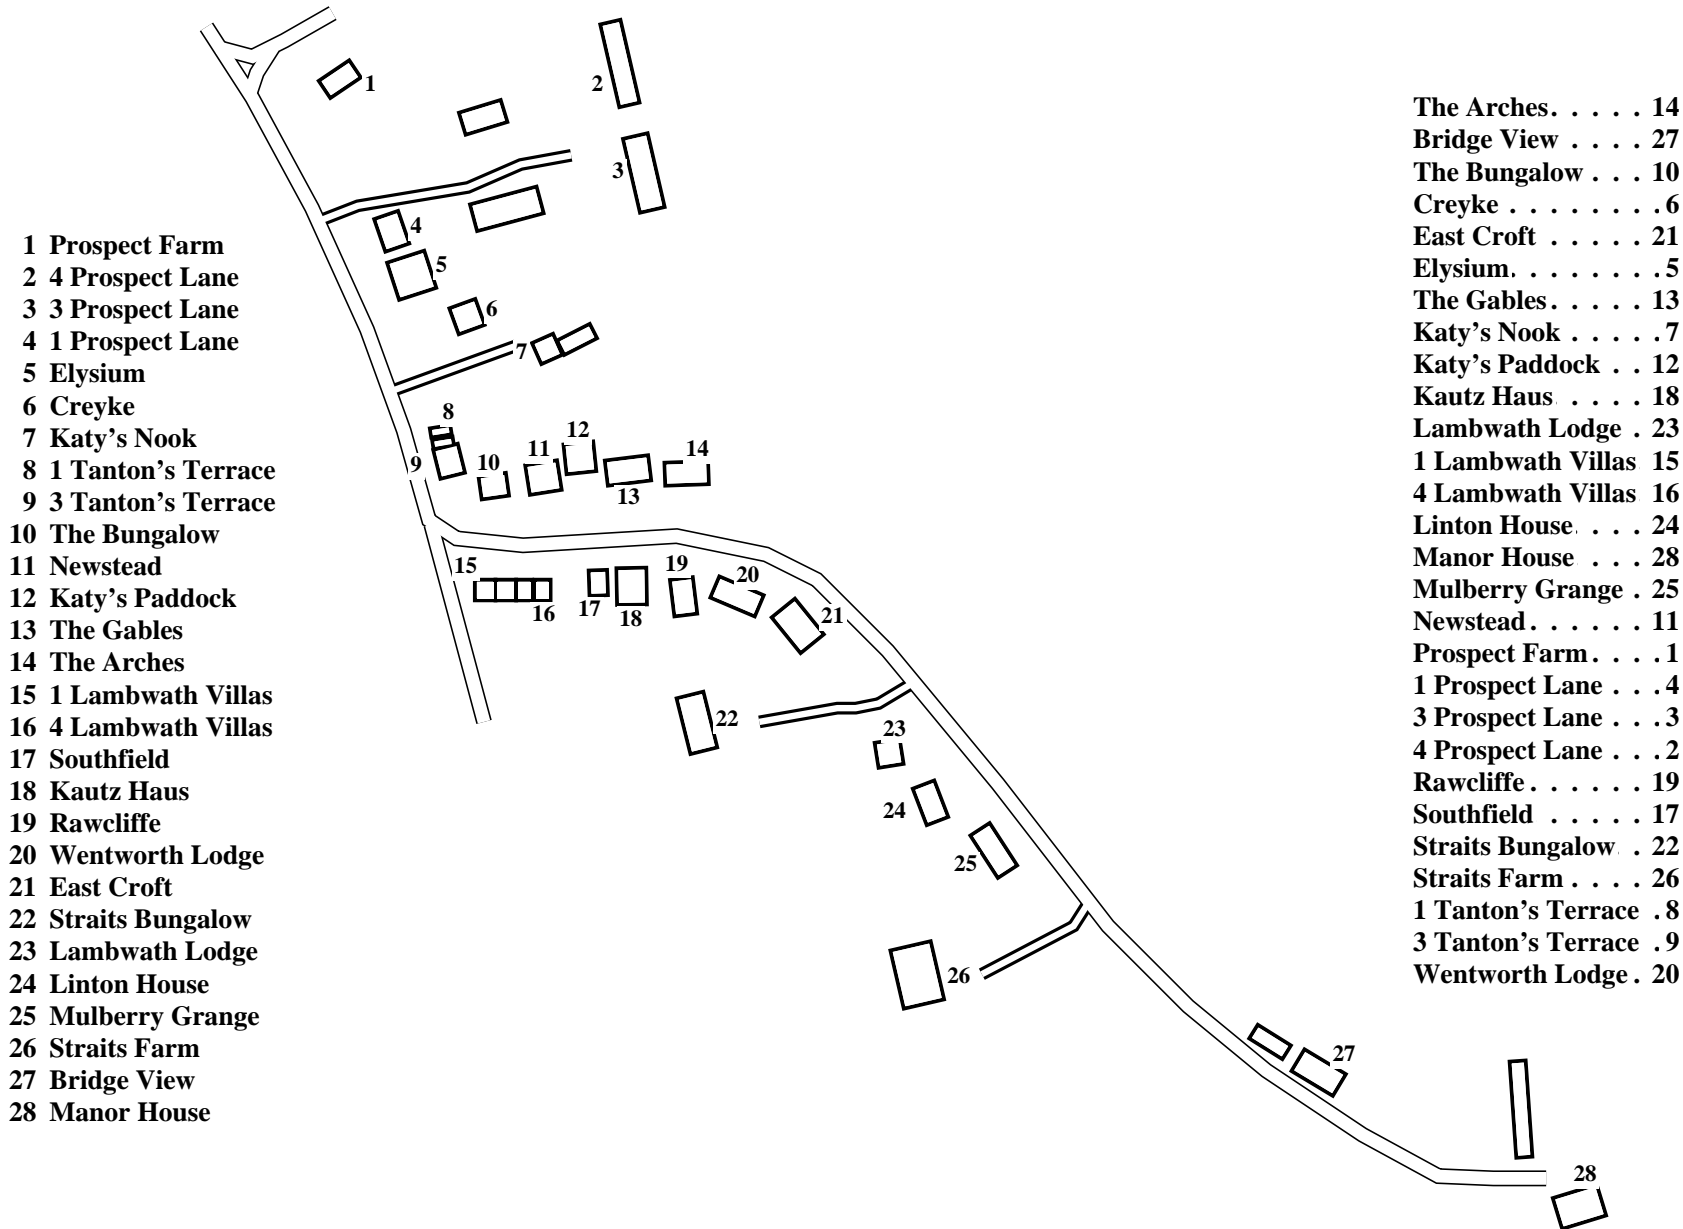 1
2
3
4
5
6
7
8
9
10
11
12
13
14
15
16
17
18
19
20
21
22
23
24
25
26
27
28
1 Prospect Farm
2 4 Prospect Lane
3 3 Prospect Lane
4 1 Prospect Lane
5 Elysium
6 Creyke
7 Katy's Nook
8 1 Tanton's Terrace
9 3 Tanton's Terrace
10 The Bungalow
11 Newstead
12 Katy's Paddock
13 The Gables
14 The Arches
15 1 Lambwath Villas
16 4 Lambwath Villas
17 Southfield
18 Kautz Haus
19 Rawcliffe
20 Wentworth Lodge
21 East Croft
22 Straits Bungalow
23 Lambwath Lodge
24 Linton House
25 Mulberry Grange
26 Straits Farm
27 Bridge View
28 Manor House
The Arches. . . . . 14
Bridge View . . . . 27
The Bungalow . . . 10
Creyke . . . . . . . . 6
East Croft . . . . . 21
Elysium. . . . . . . . 5
The Gables. . . . . 13
Katy's Nook . . . . . 7
Katy's Paddock . . 12
Kautz Haus . . . . 18
Lambwath Lodge . 23
1 Lambwath Villas 15
4 Lambwath Villas 16
Linton House. . . . 24
Manor House . . . 28
Mulberry Grange . 25
Newstead. . . . . . 11
Prospect Farm. . . . 1
1 Prospect Lane . . . 4
3 Prospect Lane . . . 3
4 Prospect Lane . . . 2
Rawcliffe. . . . . . 19
Southfield . . . . . 17
Straits Bungalow . 22
Straits Farm . . . . 26
1 Tanton's Terrace . 8
3 Tanton's Terrace . 9
Wentworth Lodge. 20